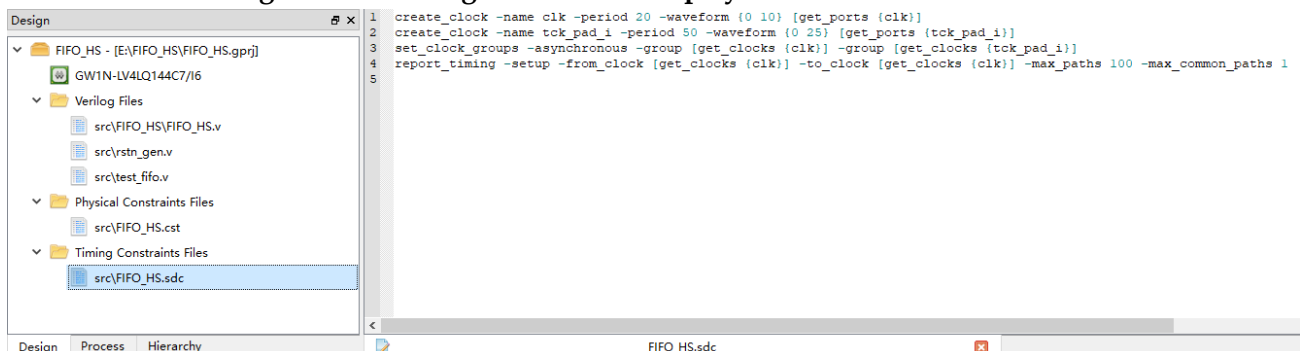 Design
FIFO_HS - [E:\FIFO_HS\FIFO_HS.gprj]
GW1N-LV4LQ144C7/I6
Verilog Files
src\FIFO_HS\FIFO_HS.v
src\rstn_gen.v
src\test_fifo.v
Physical Constraints Files
src\FIFO_HS.cst
Timing Constraints Files
src\FIFO_HS.sdc
Design Process Hierarchy
1 create_clock -name clk -period 20 -waveform {0 10} [get_ports {clk}]
2 create_clock -name tck_pad_i -period 50 -waveform {0 25} [get_ports {tck_pad_i}]
3 set_clock_groups -asynchronous -group [get_clocks {clk}] -group [get_clocks {tck_pad_i}]
4 report_timing -setup -from_clock [get_clocks {clk}] -to_clock [get_clocks {clk}] -max_paths 100 -max_common_paths 1
5
FIFO_HS.sdc